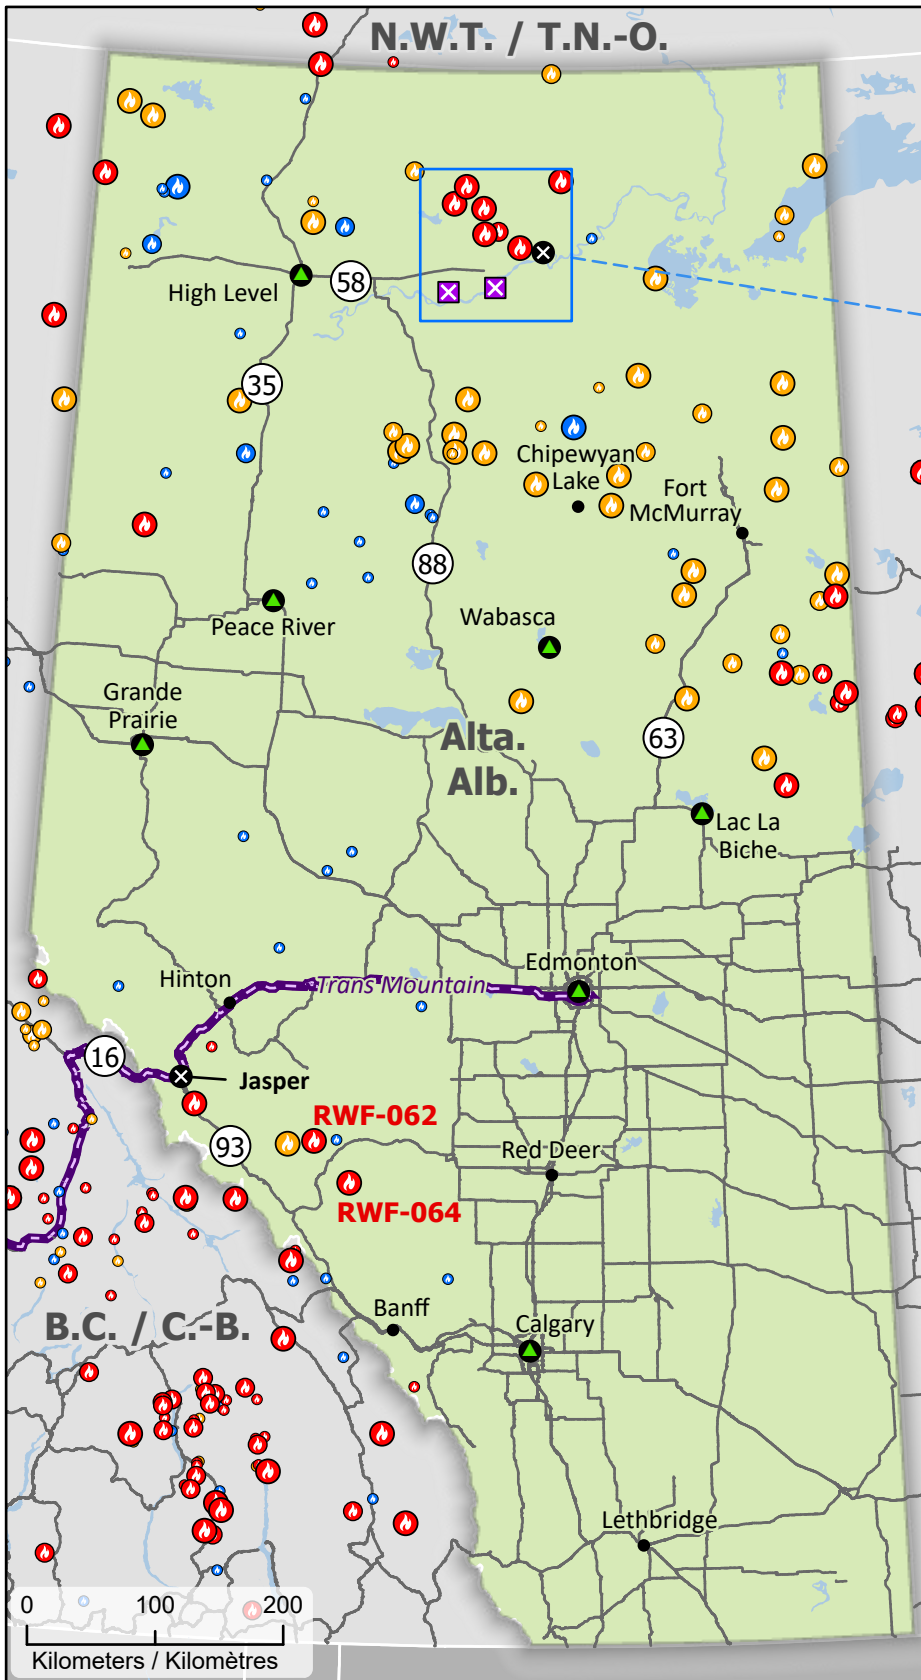 N.W.T. / T.N.-O.
High Level
58
35
Chipewyan
Lake
Fort
McMurray
88
Peace River
Wabasca
Grande
Prairie
Alta.
Alb.
63
Lac La
Biche
Edmonton
Hinton
Trans Mountain
16
Jasper
RWF-062
93
Red Deer
RWF-064
Banff
Calgary
B.C. / C.-B.
Lethbridge
0 100 200
Kilometers / Kilomètres